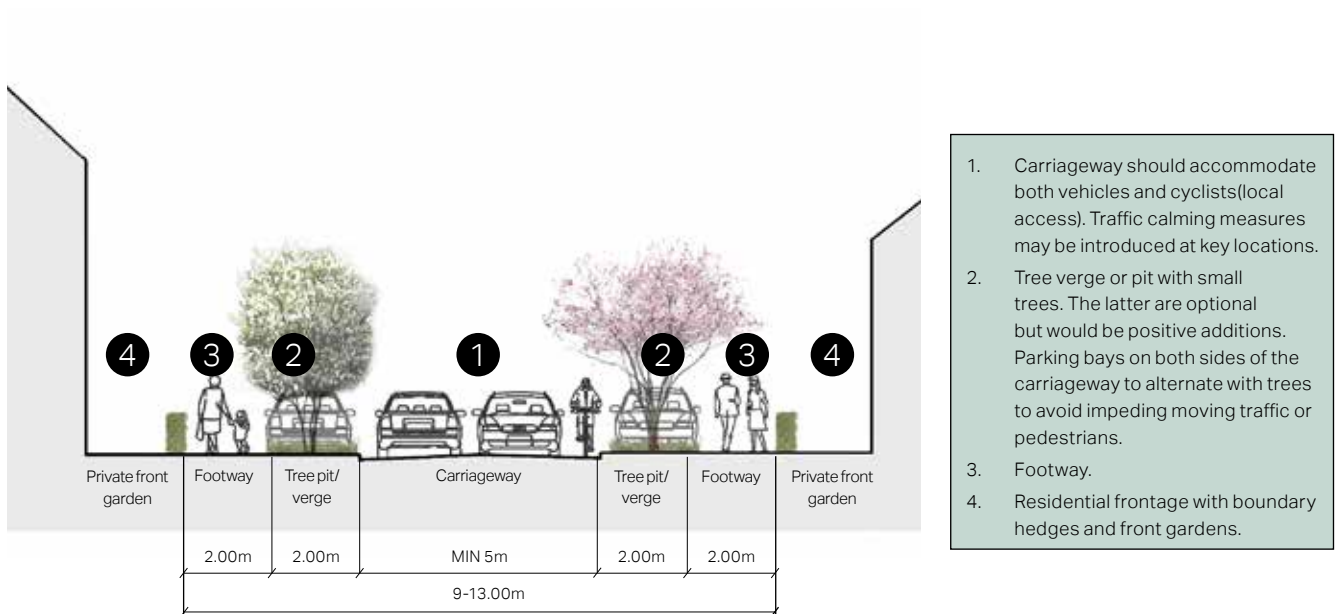 4
3
2
1
2
3
4
Private front
garden
Footway
Tree pit/
verge
Carriageway
Tree pit/
verge
Footway
Private front
garden
2.00m
2.00m
MIN 5m
2.00m
2.00m
9-13.00m
1. Carriageway should accommodate
both vehicles and cyclists(local
access). Traffic calming measures
may be introduced at key locations.
2. Tree verge or pit with small
trees. The latter are optional
but would be positive additions.
Parking bays on both sides of the
carriageway to alternate with trees
to avoid impeding moving traffic or
pedestrians.
3. Footway.
4. Residential frontage with boundary
hedges and front gardens.